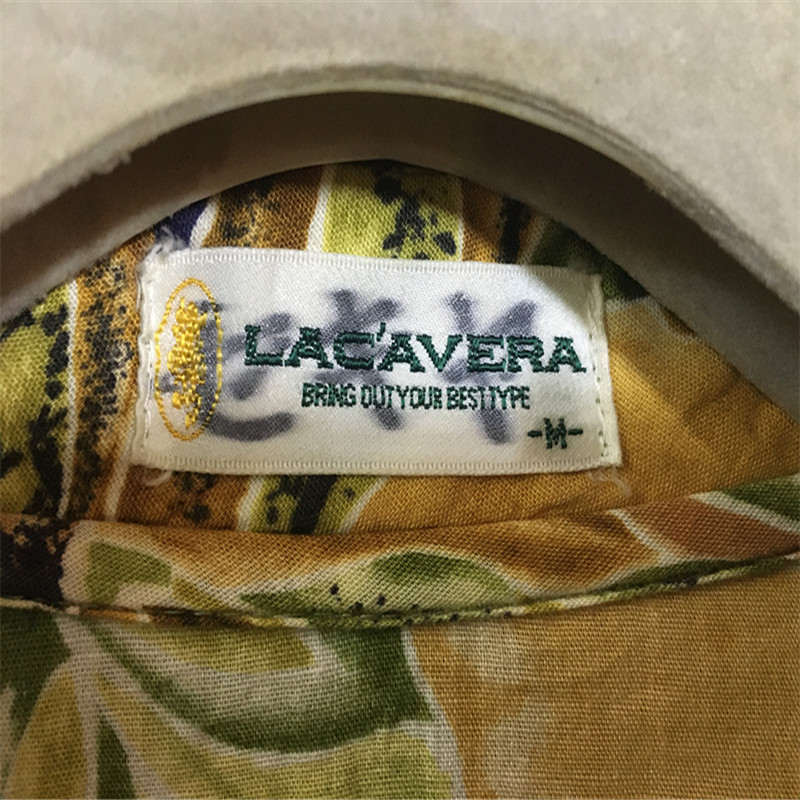 LAC'AVERA
BRING OUT YOUR BEST TYPE
-M-